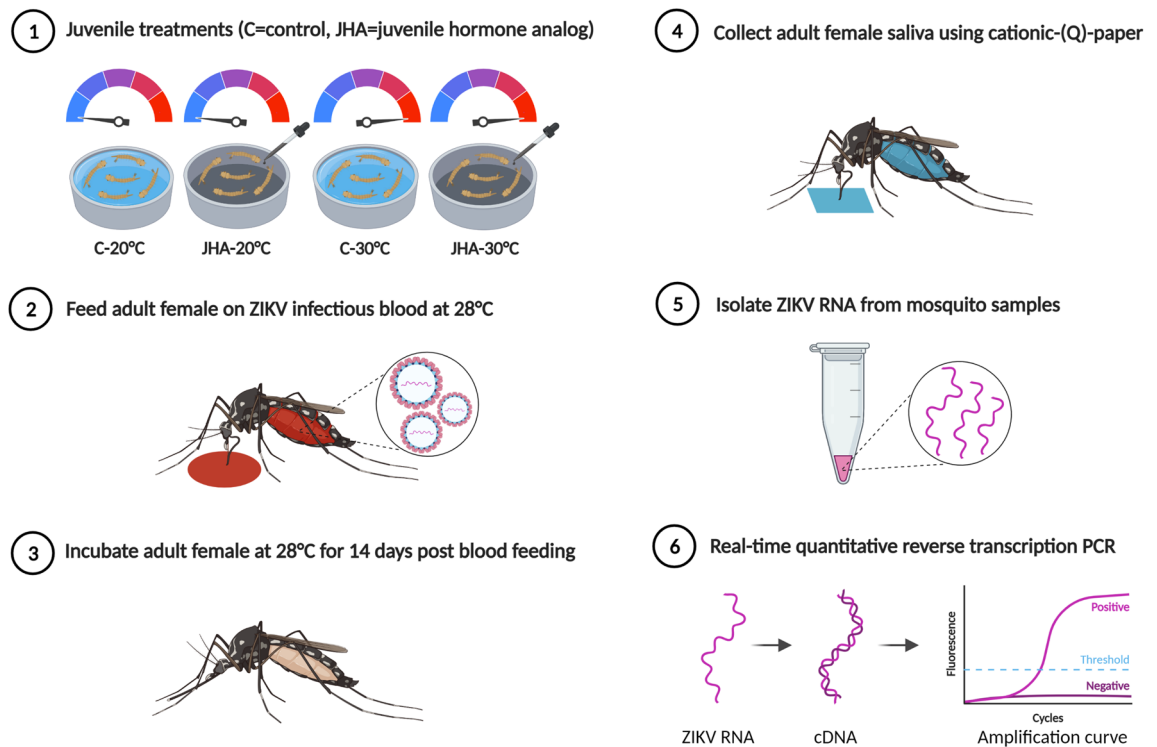 1
Juvenile treatments (C=control, JHA=juvenile hormone analog)
C-20°C
JHA-20°C
C-30°C
JHA-30°C
2
Feed adult female on ZIKV infectious blood at 28°C
3
Incubate adult female at 28°C for 14 days post blood feeding
4
Collect adult female saliva using cationic-(Q)-paper
5
Isolate ZIKV RNA from mosquito samples
6
Real-time quantitative reverse transcription PCR
ZIKV RNA
cDNA
Fluorescence
Positive
Threshold
Negative
Cycles
Amplification curve